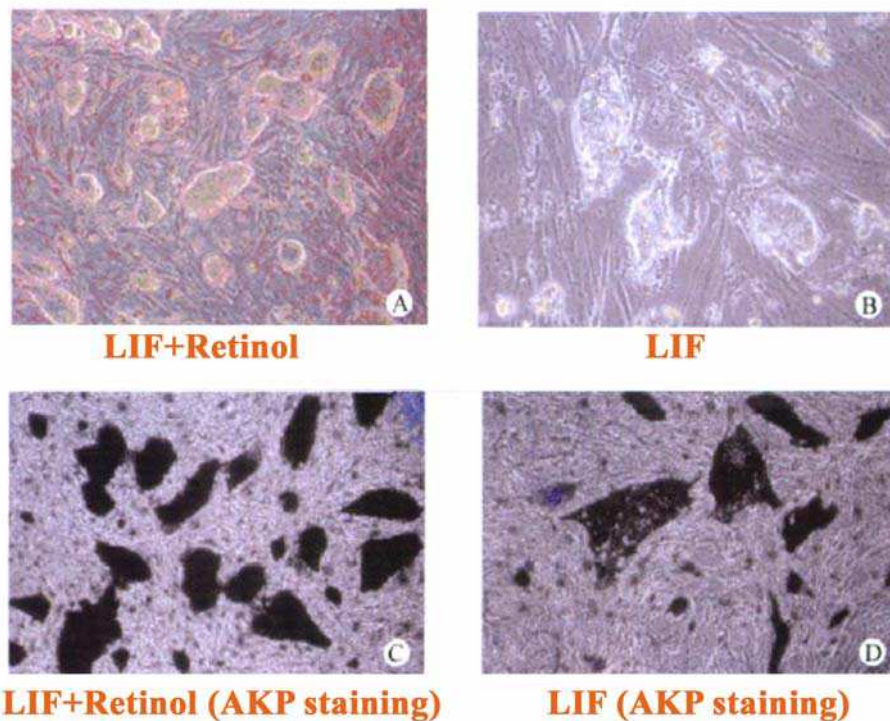 A
B
LIF+Retinol
LIF
C
D
LIF+Retinol (AKP staining)
LIF (AKP staining)